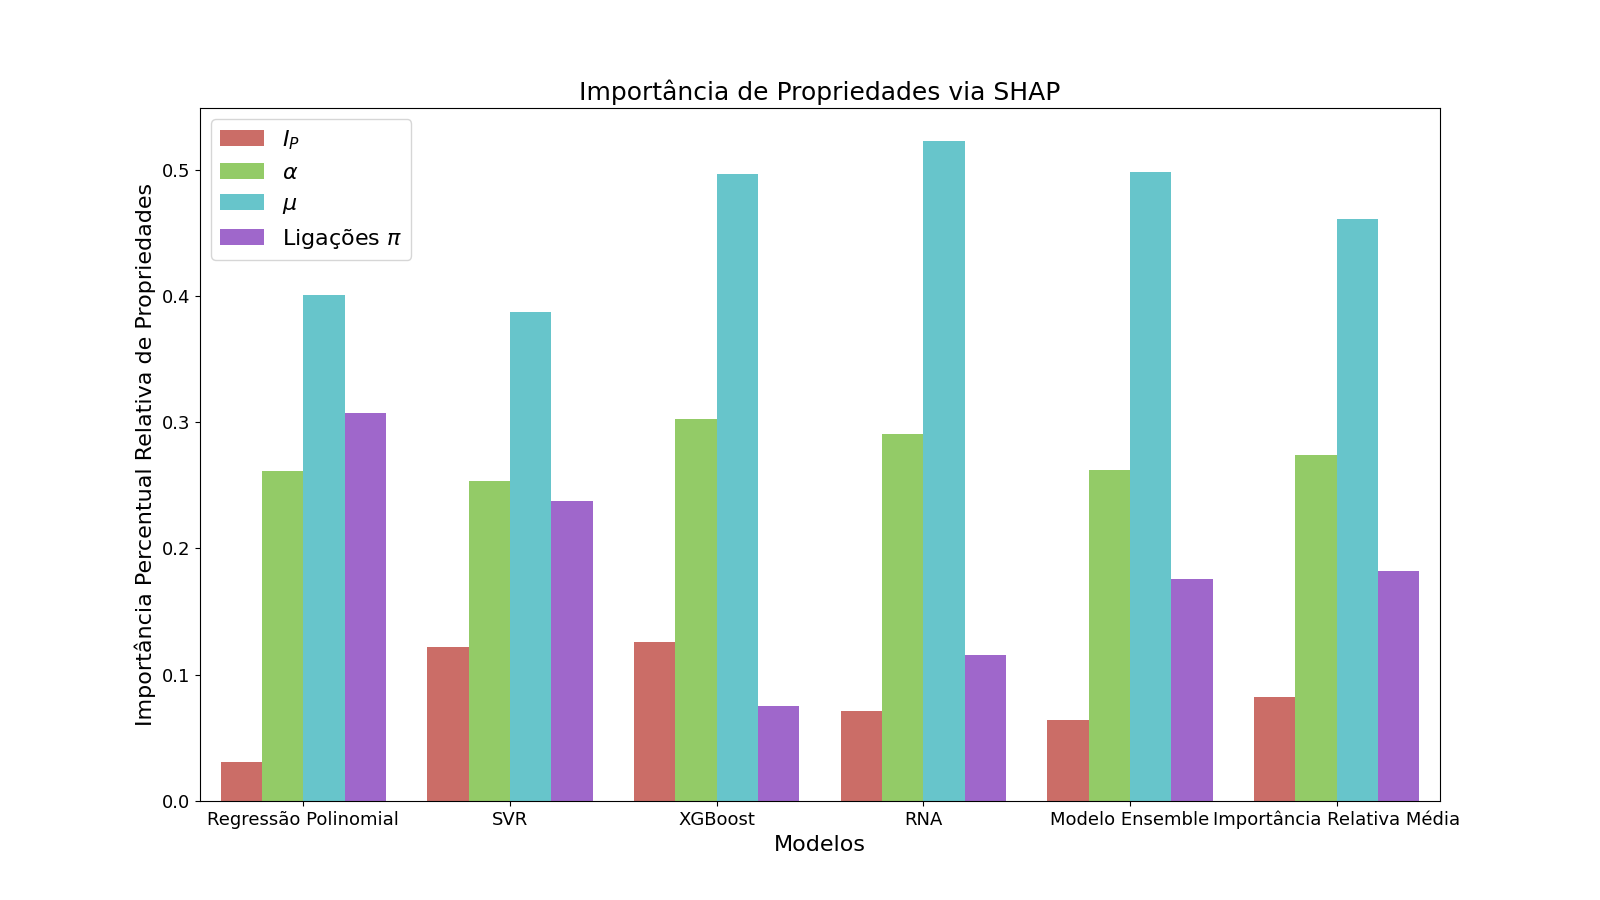 Importância de Propriedades via SHAP
I_P
α
μ
Ligações π
Importância Percentual Relativa de Propriedades
0.5
0.4
0.3
0.2
0.1
0.0
Regressão Polinomial SVR XGBoost RNA Modelo Ensemble Importância Relativa Média
Modelos